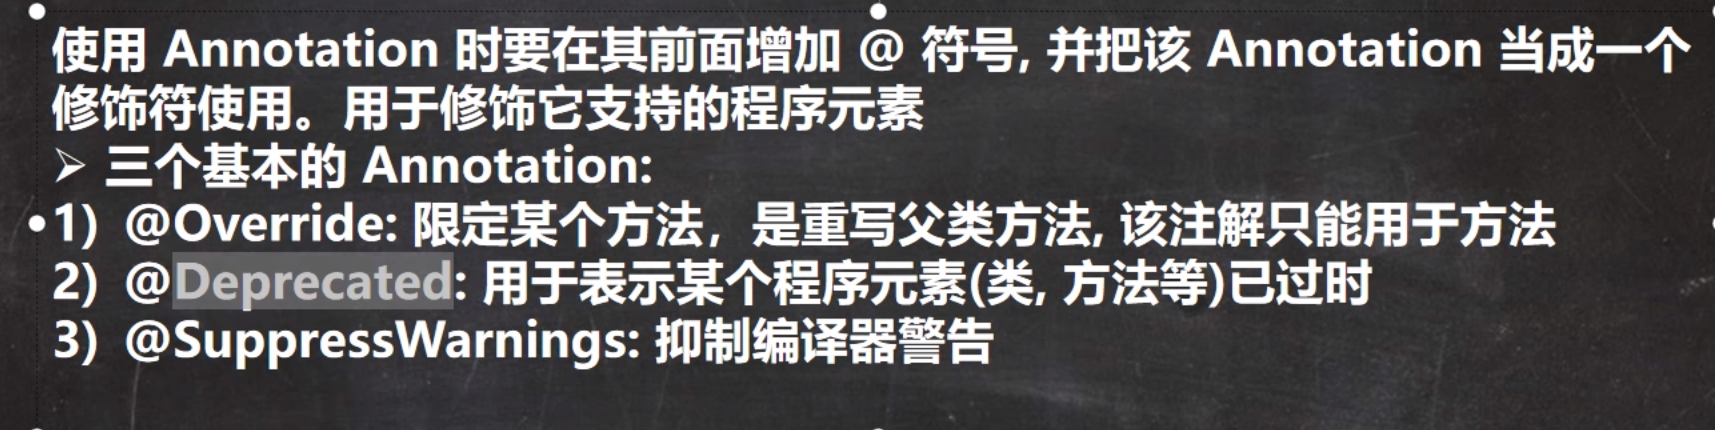 使用 Annotation 时要在其前面增加 @ 符号, 并把该 Annotation 当成一个
修饰符使用。用于修饰它支持的程序元素
➢ 三个基本的 Annotation:
1) @Override: 限定某个方法，是重写父类方法, 该注解只能用于方法
2) @Deprecated: 用于表示某个程序元素(类, 方法等)已过时
3) @SuppressWarnings: 抑制编译器警告